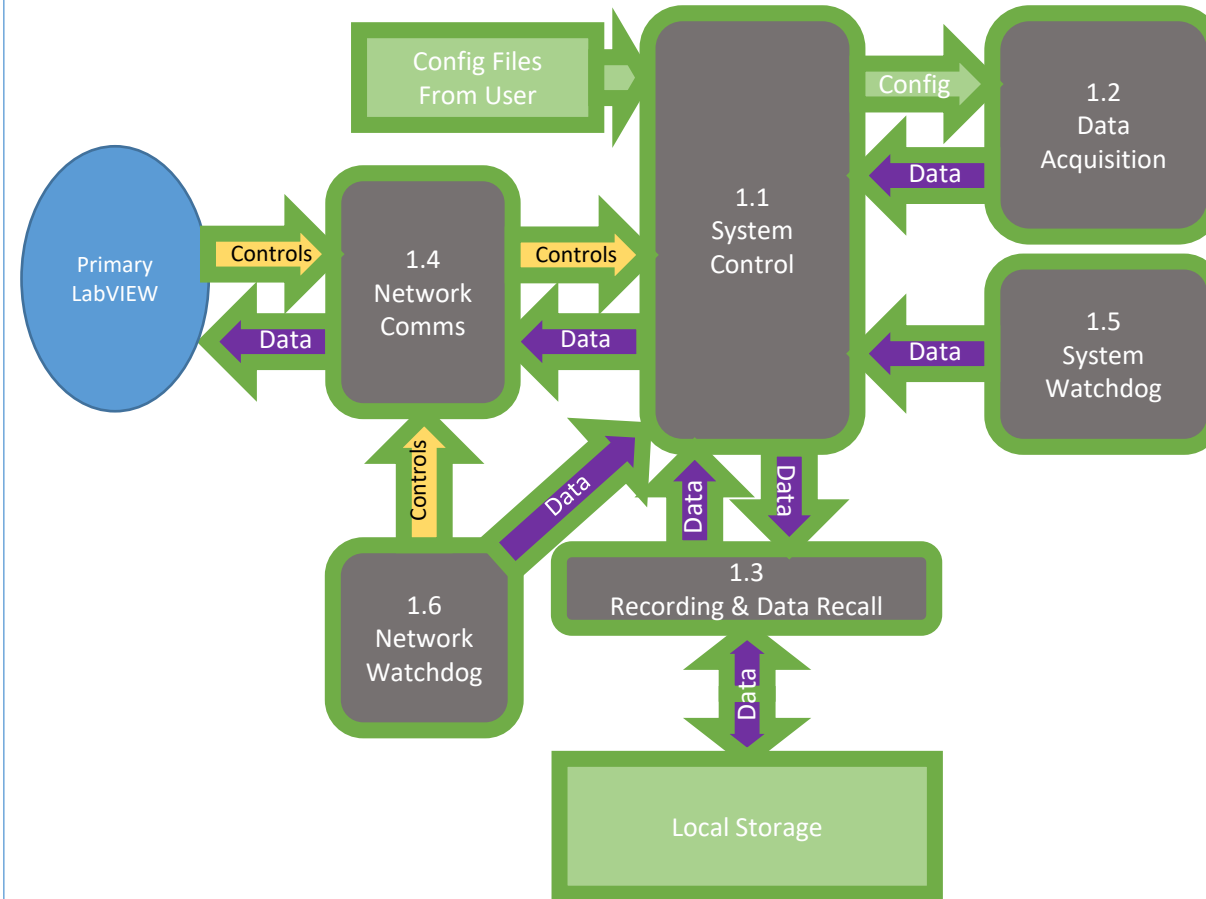 Config Files
From User
Config
1.2
Data
Acquisition
Data
1.1
System
Control
Primary
LabVIEW
Controls
Data
1.4
Network
Comms
Controls
Data
Data
1.5
System
Watchdog
Controls
Data
Data
Data
1.6
Network
Watchdog
1.3
Recording & Data Recall
Data
Local Storage